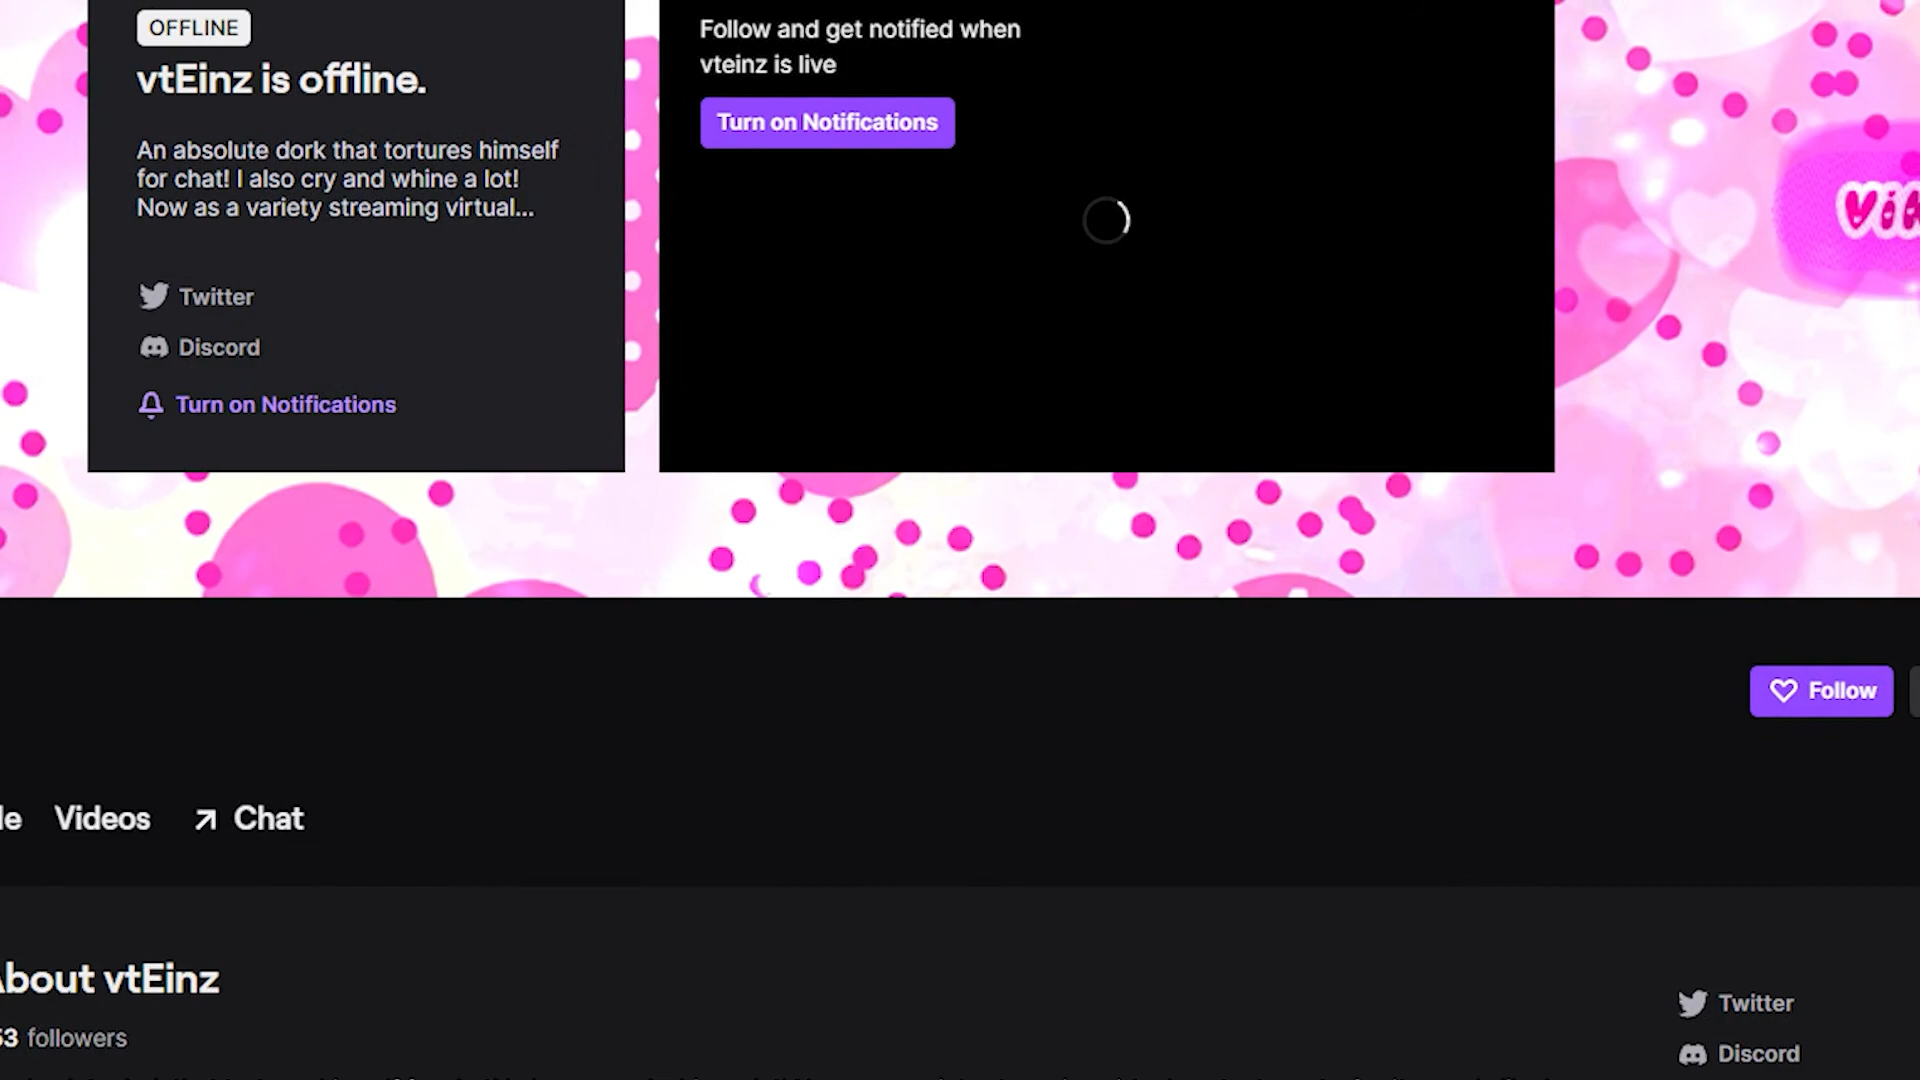 OFFLINE
vtEinz is offline.
An absolute dork that tortures himself
for chat! I also cry and whine a lot!
Now as a variety streaming virtual...
Twitter
Discord
Turn on Notifications
Follow and get notified when
vteinz is live
Turn on Notifications
Follow
Videos
Chat
About vtEinz
followers
Twitter
Discord